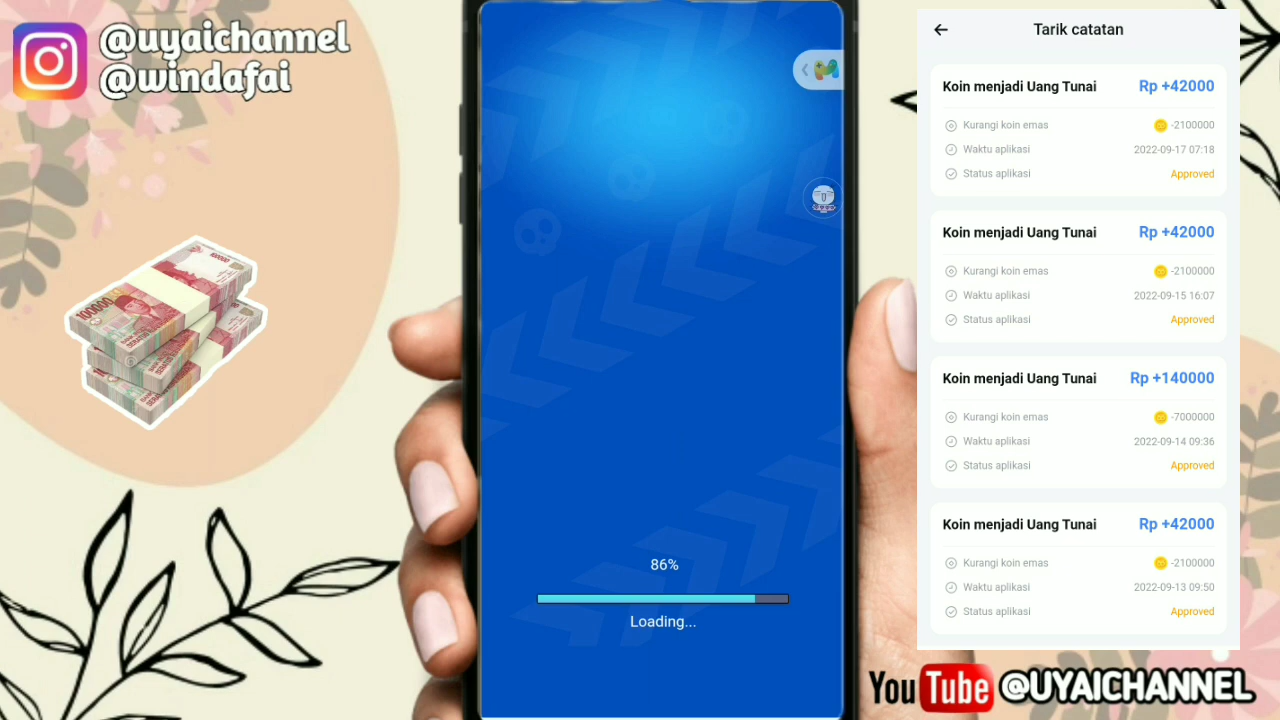 @uyaichannel
@windafai
100000
100000
86%
Loading...
Tarik catatan
Koin menjadi Uang Tunai Rp +42000
Kurangi koin emas -2100000
Waktu aplikasi 2022-09-17 07:18
Status aplikasi Approved
Koin menjadi Uang Tunai Rp +42000
Kurangi koin emas -2100000
Waktu aplikasi 2022-09-15 16:07
Status aplikasi Approved
Koin menjadi Uang Tunai Rp +140000
Kurangi koin emas -7000000
Waktu aplikasi 2022-09-14 09:36
Status aplikasi Approved
Koin menjadi Uang Tunai Rp +42000
Kurangi koin emas -2100000
Waktu aplikasi 2022-09-13 09:50
Status aplikasi Approved
YouTube @UYAICHANNEL